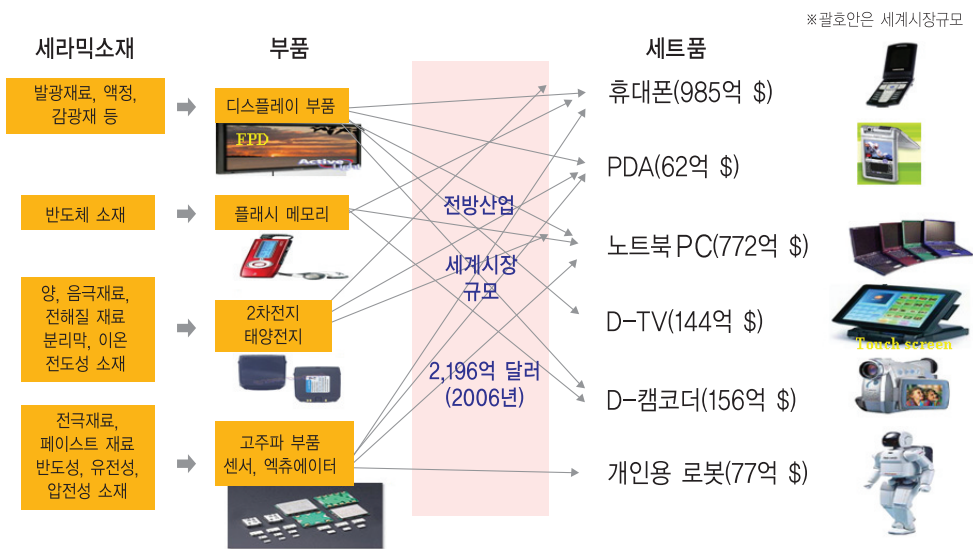 ※괄호안은 세계시장규모
세라믹소재
부품
세트품
발광재료, 액정,
감광재 등
디스플레이 부품
FPD
Active
Light
휴대폰(985억 $)
PDA(62억 $)
반도체 소재
플래시 메모리
전방산업
세계시장
규모
2,196억 달러
(2006년)
노트북 PC(772억 $)
양, 음극재료,
전해질 재료
분리막, 이온
전도성 소재
2차전지
태양전지
D-TV(144억 $)
Touch screen
D-캠코더(156억 $)
전극재료,
페이스트 재료
반도성, 유전성,
압전성 소재
고주파 부품
센서, 엑츄에이터
개인용 로봇(77억 $)